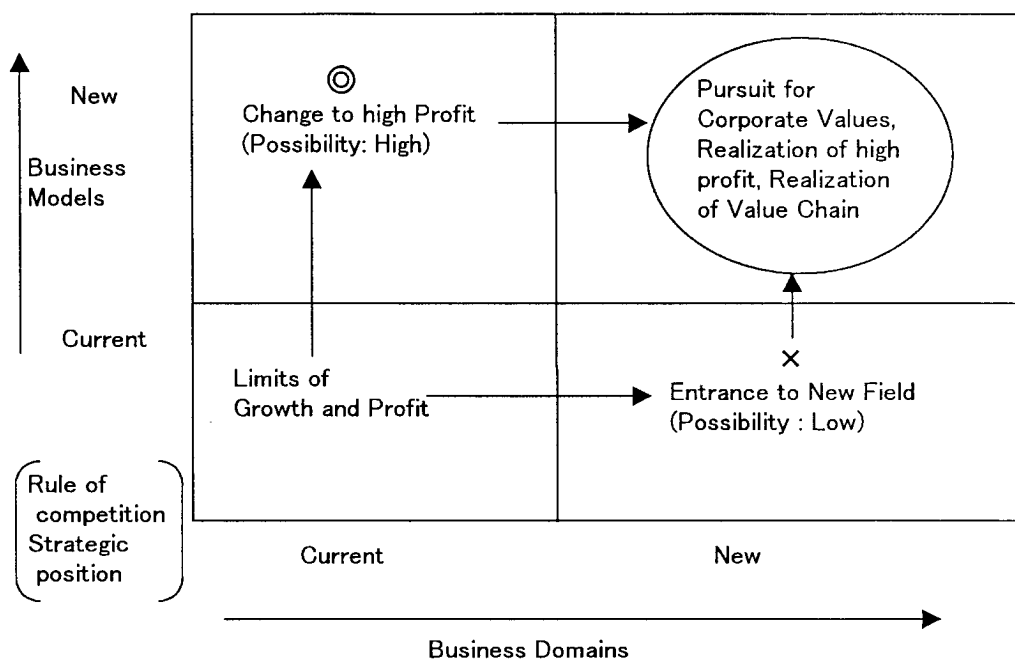 New
Business
Models
Current
◎
Change to high Profit
(Possibility: High)
Pursuit for
Corporate Values,
Realization of high
profit, Realization
of Value Chain
Limits of
Growth and Profit
×
Entrance to New Field
(Possibility : Low)
Rule of
competition
Strategic
position
Current
New
Business Domains